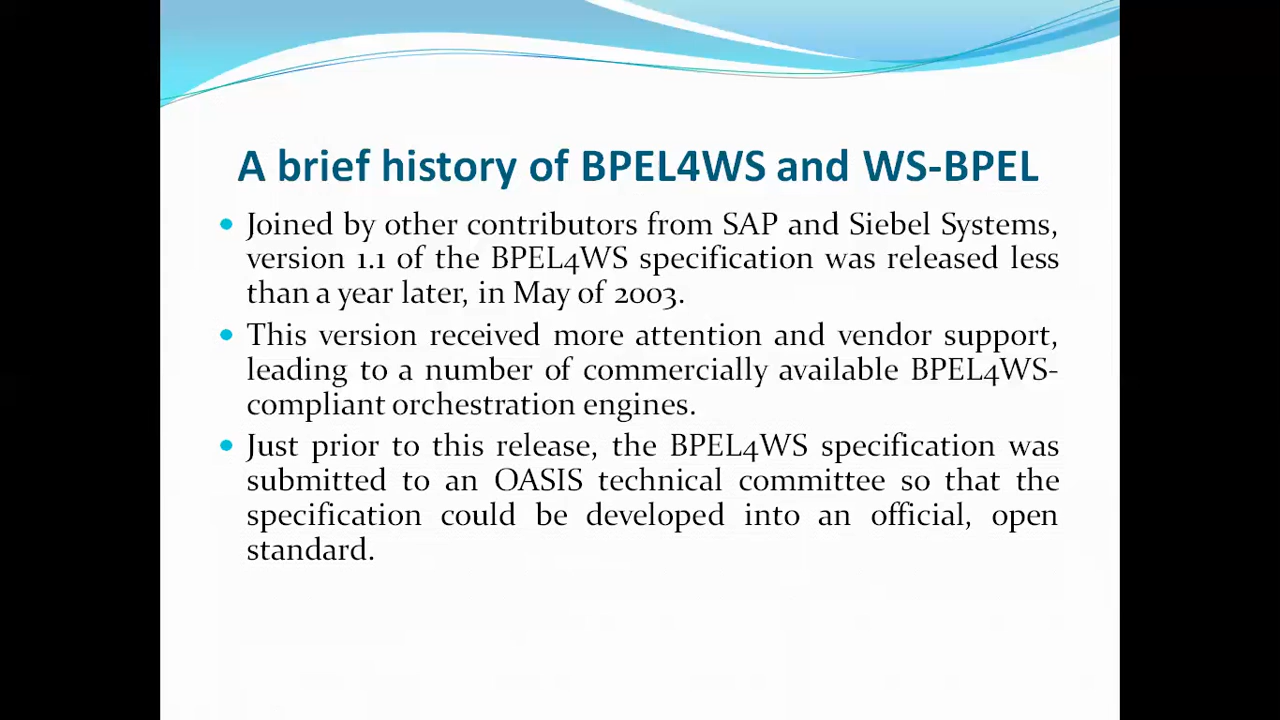 A brief history of BPEL4WS and WS-BPEL
• Joined by other contributors from SAP and Siebel Systems,
version 1.1 of the BPEL4WS specification was released less
than a year later, in May of 2003.
• This version received more attention and vendor support,
leading to a number of commercially available BPEL4WS-
compliant orchestration engines.
• Just prior to this release, the BPEL4WS specification was
submitted to an OASIS technical committee so that the
specification could be developed into an official, open
standard.